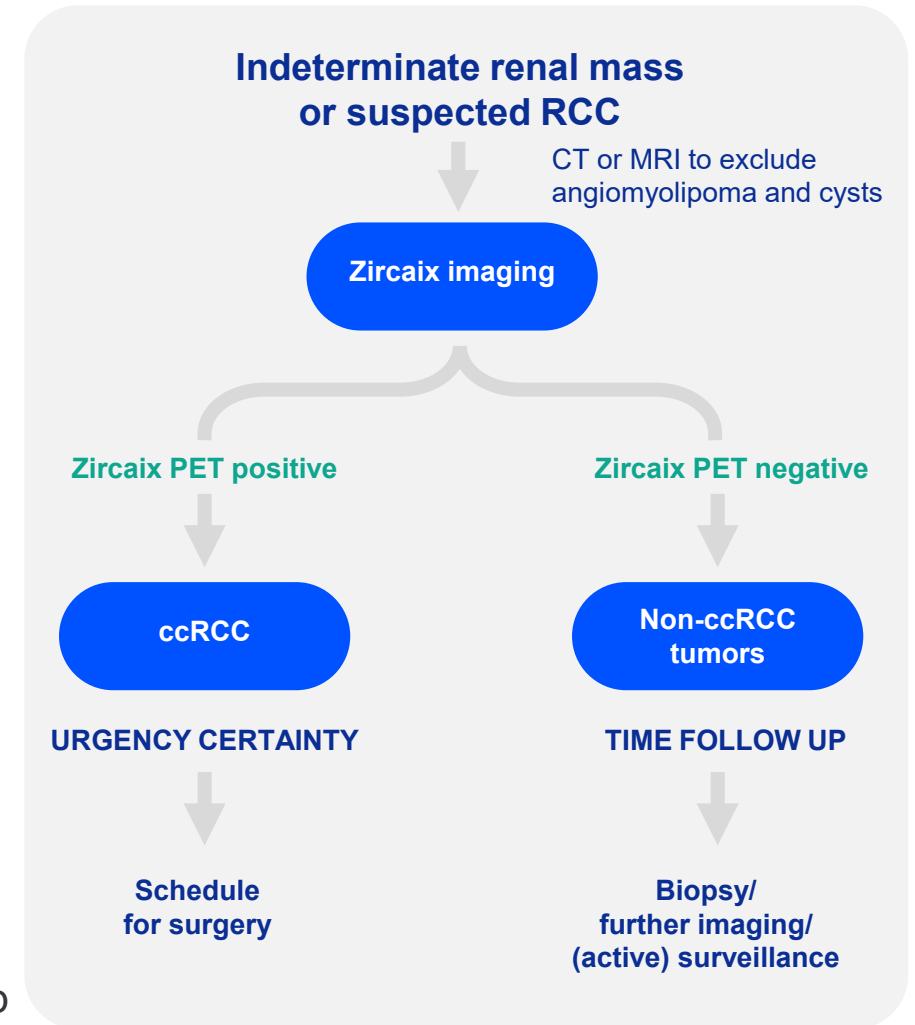 Indeterminate renal mass
or suspected RCC
CT or MRI to exclude
angiomyolipoma and cysts
Zircaix imaging
Zircaix PET positive
Zircaix PET negative
ccRCC
Non-ccRCC
tumors
URGENCY CERTAINTY
TIME FOLLOW UP
Schedule
for surgery
Biopsy/
further imaging/
(active) surveillance